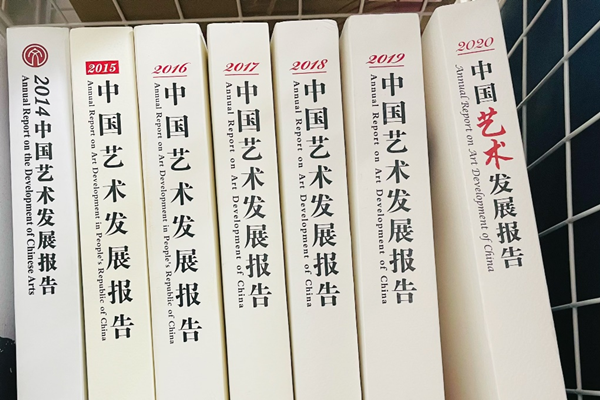 2014中国艺术发展报告
Annual Report on the Development of Chinese Arts
2015
中国艺术发展报告
Annual Report on Art Development in People's Republic of China
2016
中国艺术发展报告
Annual Report on Art Development in People's Republic of China
2017
中国艺术发展报告
Annual Report on Art Development of China
2018
中国艺术发展报告
Annual Report on Art Development of China
2019
中国艺术发展报告
Annual Report on Art Development of China
2020
中国艺术发展报告
Annual Report on Art Development of China